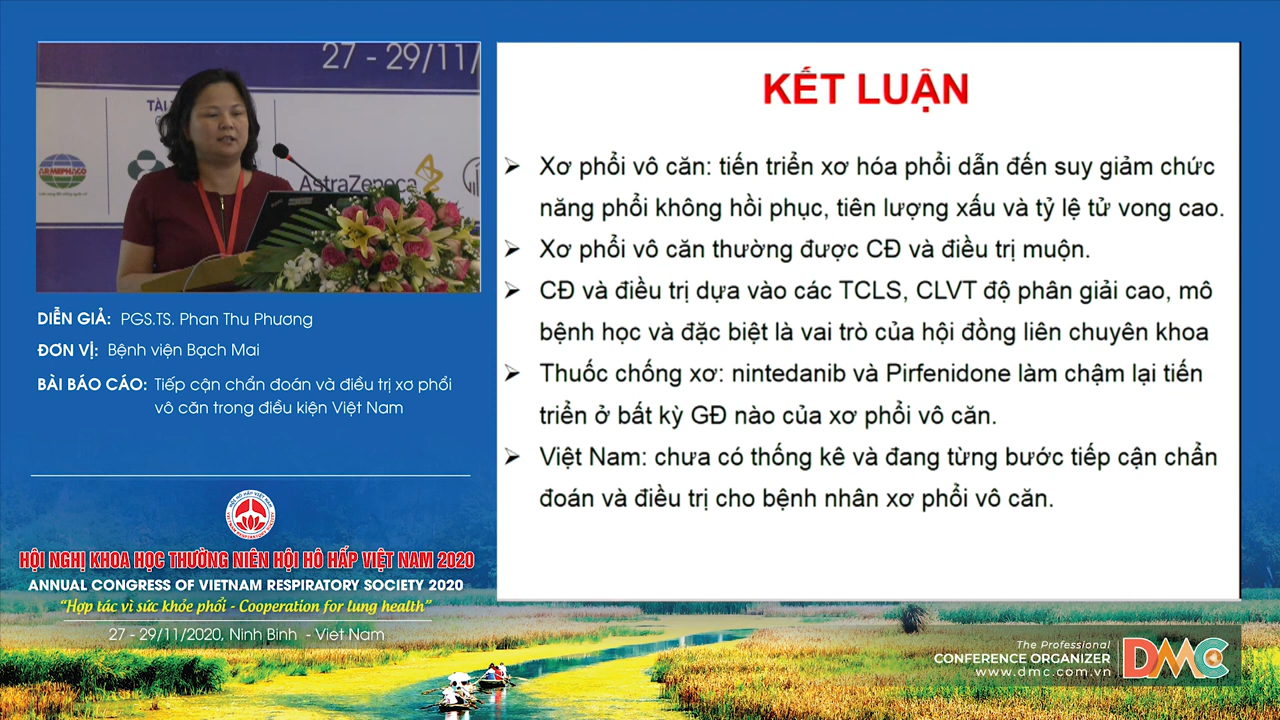 27 - 29/11/
TÀI
ARMEPHACO
AstraZeneca
DIỄN GIẢ: PGS.TS. Phan Thu Phương
ĐƠN VỊ: Bệnh viện Bạch Mai
BÀI BÁO CÁO: Tiếp cận chẩn đoán và điều trị xơ phổi
vô căn trong điều kiện Việt Nam
HỘI HÔ HẤP VIỆT NAM
HỘI NGHỊ KHOA HỌC THƯỜNG NIÊN HỘI HÔ HẤP VIỆT NAM 2020
ANNUAL CONGRESS OF VIETNAM RESPIRATORY SOCIETY 2020
“Hợp tác vì sức khỏe phổi - Cooperation for lung health”
27 - 29/11/2020, Ninh Binh - Viet Nam
KẾT LUẬN
➢ Xơ phổi vô căn: tiến triển xơ hóa phổi dẫn đến suy giảm chức
năng phổi không hồi phục, tiên lượng xấu và tỷ lệ tử vong cao.
➢ Xơ phổi vô căn thường được CĐ và điều trị muộn.
➢ CĐ và điều trị dựa vào các TCLS, CLVT độ phân giải cao, mô
bệnh học và đặc biệt là vai trò của hội đồng liên chuyên khoa
➢ Thuốc chống xơ: nintedanib và Pirfenidone làm chậm lại tiến
triển ở bất kỳ GĐ nào của xơ phổi vô căn.
➢ Việt Nam: chưa có thống kê và đang từng bước tiếp cận chẩn
đoán và điều trị cho bệnh nhân xơ phổi vô căn.
The Professional
CONFERENCE ORGANIZER
www.dmc.com.vn
DMC